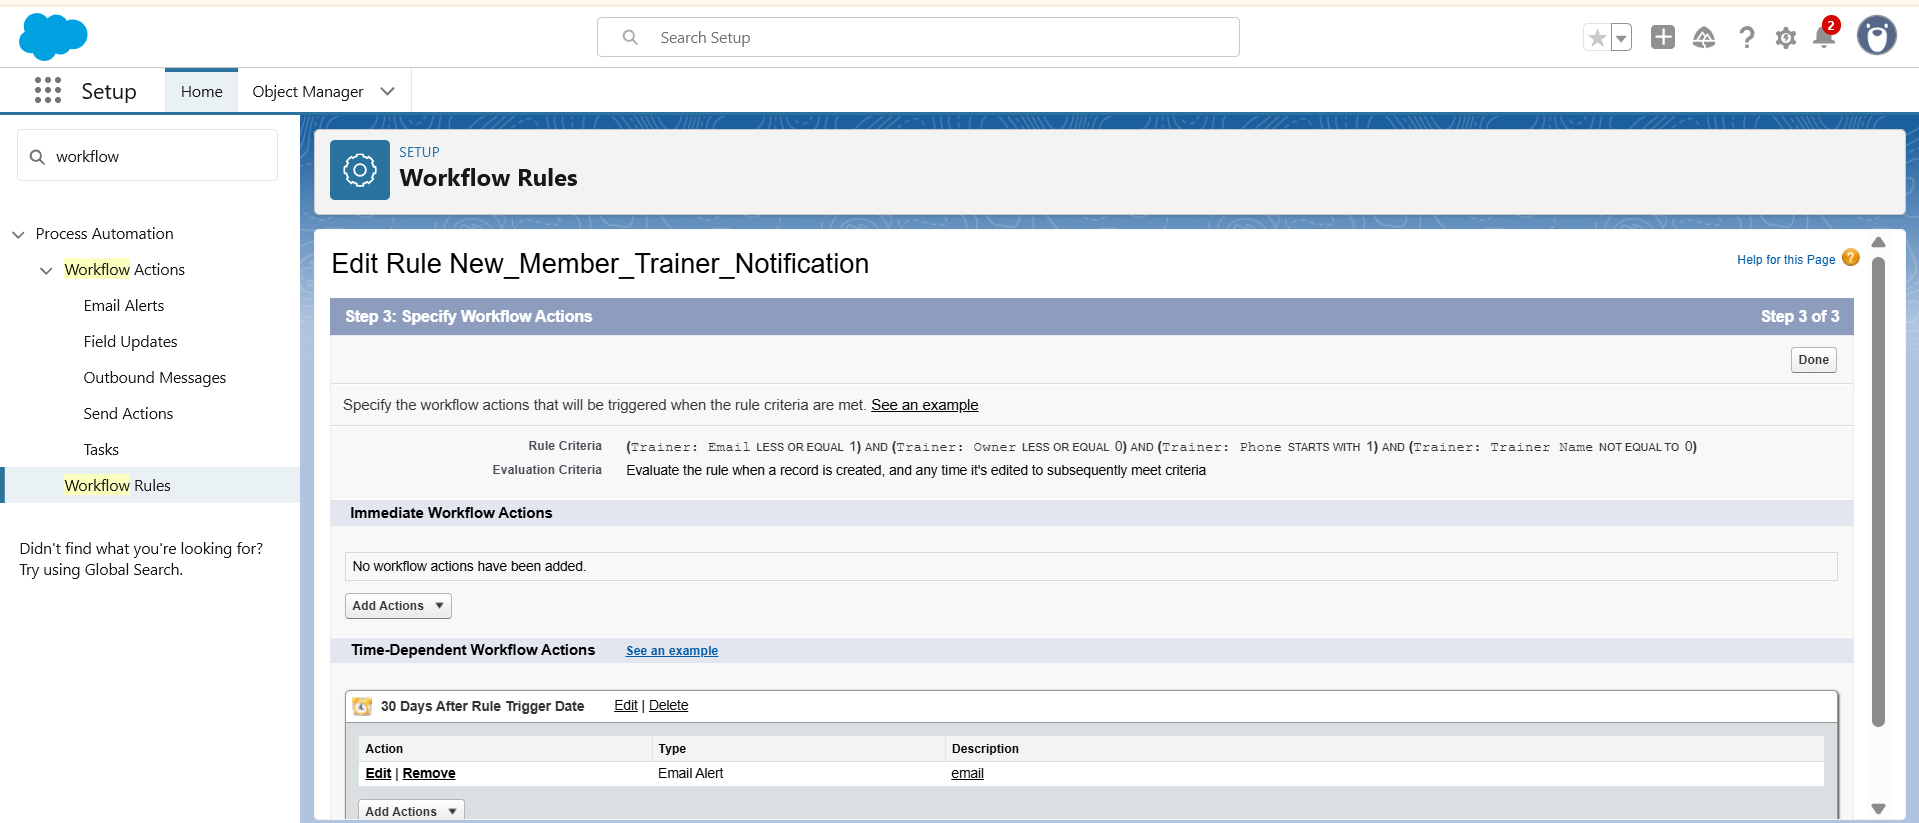 Search Setup
2
Setup
Home
Object Manager
workflow
Process Automation
Workflow Actions
Email Alerts
Field Updates
Outbound Messages
Send Actions
Tasks
Workflow Rules
Didn't find what you're looking for?
Try using Global Search.
SETUP
Workflow Rules
Edit Rule New_Member_Trainer_Notification
Help for this Page ?
Step 3: Specify Workflow Actions
Step 3 of 3
Done
Specify the workflow actions that will be triggered when the rule criteria are met. See an example
Rule Criteria (Trainer: Email LESS OR EQUAL 1) AND (Trainer: Owner LESS OR EQUAL 0) AND (Trainer: Phone STARTS WITH 1) AND (Trainer: Trainer Name NOT EQUAL TO 0)
Evaluation Criteria Evaluate the rule when a record is created, and any time it's edited to subsequently meet criteria
Immediate Workflow Actions
No workflow actions have been added.
Add Actions
Time-Dependent Workflow Actions See an example
30 Days After Rule Trigger Date Edit | Delete
Action Type Description
Edit | Remove Email Alert email
Add Actions